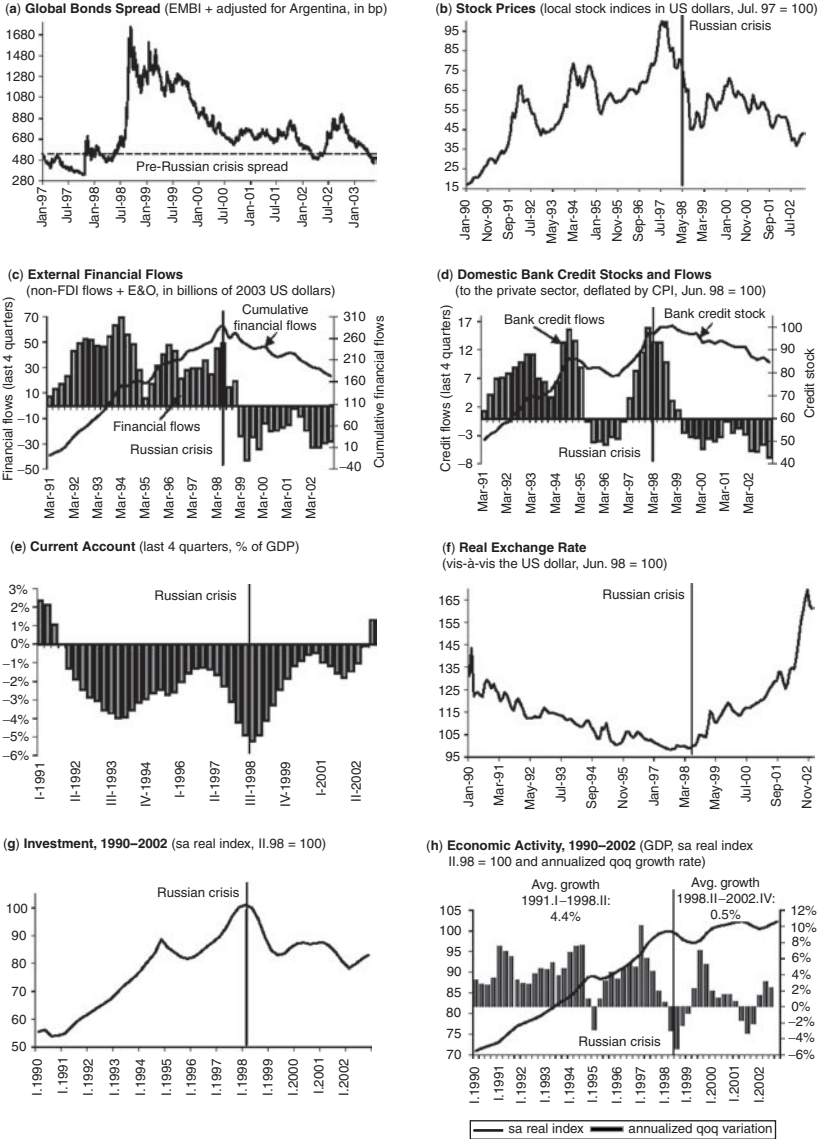 (a) Global Bonds Spread (EMBI + adjusted for Argentina, in bp)
1680
1480
1280
1080
880
680
480
280
Pre-Russian crisis spread
Jan-97
Jul-97
Jan-98
Jul-98
Jan-99
Jul-99
Jan-00
Jul-00
Jan-01
Jul-01
Jan-02
Jul-02
Jan-03
(b) Stock Prices (local stock indices in US dollars, Jul. 97 = 100)
Russian crisis
95
85
75
65
55
45
35
25
15
Jan-90
Nov-90
Sep-91
Jul-92
May-93
Mar-94
Jan-95
Nov-95
Sep-96
Jul-97
May-98
Mar-99
Jan-00
Nov-00
Sep-01
Jul-02
(c) External Financial Flows
(non-FDI flows + E&O, in billions of 2003 US dollars)
Financial flows (last 4 quarters)
70
50
30
10
−10
−30
−50
Cumulative
financial flows
Financial flows
Russian crisis
310
260
210
160
110
60
10
−40
Cumulative financial flows
Mar-91
Mar-92
Mar-93
Mar-94
Mar-95
Mar-96
Mar-97
Mar-98
Mar-99
Mar-00
Mar-01
Mar-02
(d) Domestic Bank Credit Stocks and Flows
(to the private sector, deflated by CPI, Jun. 98 = 100)
Credit flows (last 4 quarters)
17
12
7
2
−3
−8
Bank credit flows
Bank credit stock
Russian crisis
100
90
80
70
60
50
40
Credit stock
Mar-91
Mar-92
Mar-93
Mar-94
Mar-95
Mar-96
Mar-97
Mar-98
Mar-99
Mar-00
Mar-01
Mar-02
(e) Current Account (last 4 quarters, % of GDP)
3%
2%
1%
0%
−1%
−2%
−3%
−4%
−5%
−6%
Russian crisis
I-1991
II-1992
III-1993
IV-1994
I-1996
II-1997
III-1998
IV-1999
I-2001
II-2002
(f) Real Exchange Rate
(vis-à-vis the US dollar, Jun. 98 = 100)
165
155
145
135
125
115
105
95
Russian crisis
Jan-90
Mar-91
May-92
Jul-93
Sep-94
Nov-95
Jan-97
Mar-98
May-99
Jul-00
Sep-01
Nov-02
(g) Investment, 1990–2002 (sa real index, II.98 = 100)
100
90
80
70
60
50
Russian crisis
I.1990
I.1991
I.1992
I.1993
I.1994
I.1995
I.1996
I.1997
I.1998
I.1999
I.2000
I.2001
I.2002
(h) Economic Activity, 1990–2002 (GDP, sa real index
II.98 = 100 and annualized qoq growth rate)
Avg. growth
1991.I–1998.II:
4.4%
Avg. growth
1998.II–2002.IV:
0.5%
105
100
95
90
85
80
75
70
Russian crisis
12%
10%
8%
6%
4%
2%
0%
−2%
−4%
−6%
I.1990
I.1991
I.1992
I.1993
I.1994
I.1995
I.1996
I.1997
I.1998
I.1999
I.2000
I.2001
I.2002
sa real index
annualized qoq variation